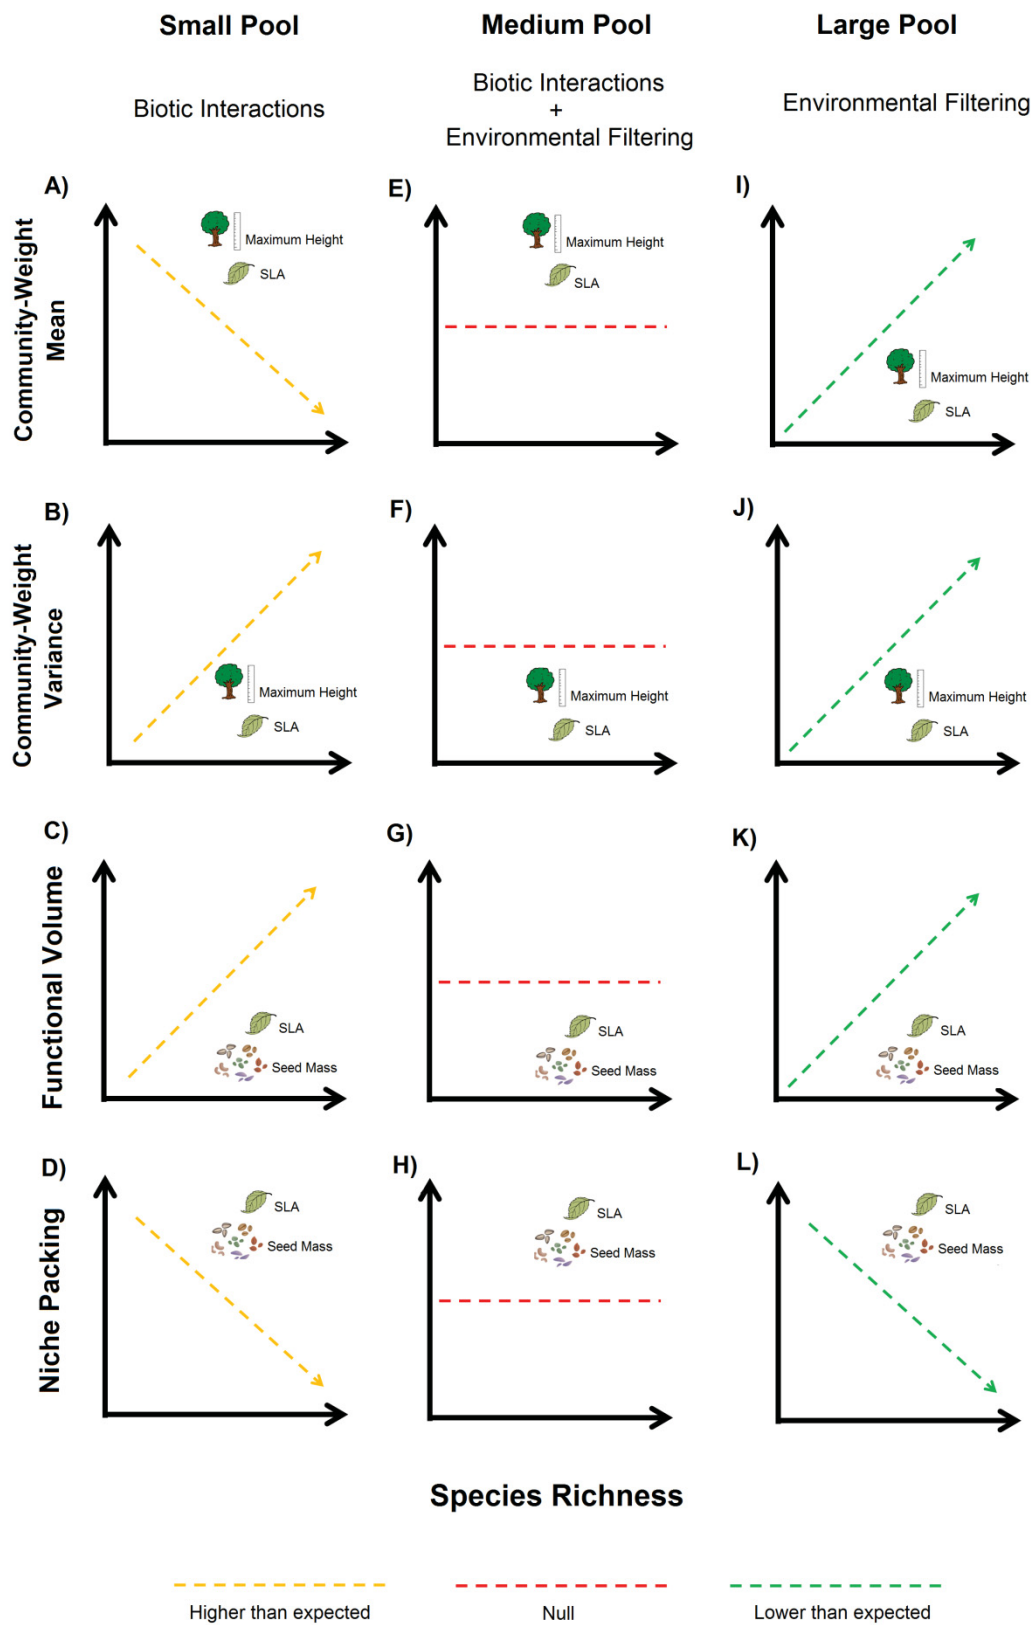 Small Pool
Medium Pool
Large Pool
Biotic Interactions
Biotic Interactions
+
Environmental Filtering
Environmental Filtering
Community-Weight
Mean
A)
Maximum Height
SLA
E)
Maximum Height
SLA
I)
Maximum Height
SLA
Community-Weight
Variance
B)
Maximum Height
SLA
F)
Maximum Height
SLA
J)
Maximum Height
SLA
Functional Volume
C)
SLA
Seed Mass
G)
SLA
Seed Mass
K)
SLA
Seed Mass
Niche Packing
D)
SLA
Seed Mass
H)
SLA
Seed Mass
L)
SLA
Seed Mass
Species Richness
Higher than expected
Null
Lower than expected